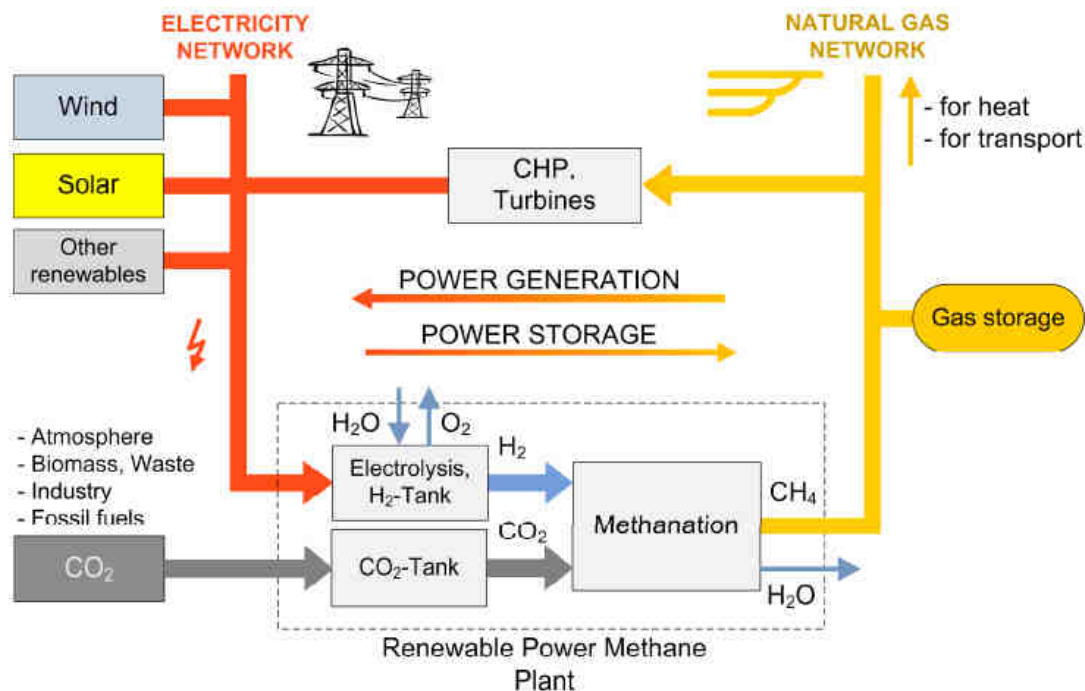 ELECTRICITY
NETWORK
NATURAL GAS
NETWORK
Wind
- for heat
- for transport
Solar
CHP,
Turbines
Other
renewables
POWER GENERATION
Gas storage
POWER STORAGE
H₂O
O₂
- Atmosphere
- Biomass, Waste
- Industry
- Fossil fuels
Electrolysis,
H₂-Tank
H₂
CH₄
Methanation
CO₂
CO₂
CO₂-Tank
H₂O
Renewable Power Methane
Plant